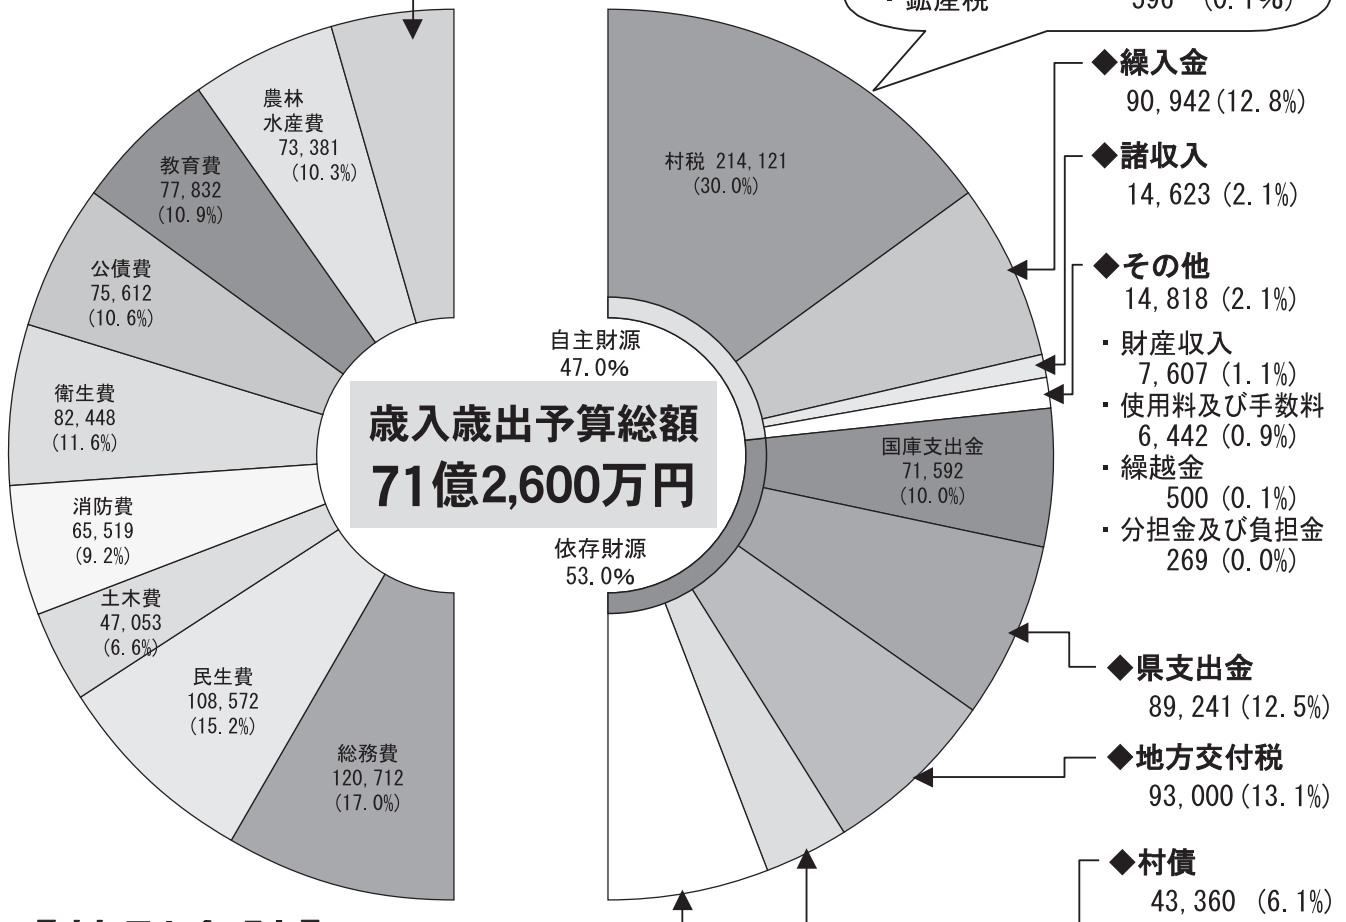 ・鉱産税 596 (0.1%)
農林
水産費
73,381
(10.3%)
教育費
77,832
(10.9%)
公債費
75,612
(10.6%)
衛生費
82,448
(11.6%)
消防費
65,519
(9.2%)
土木費
47,053
(6.6%)
民生費
108,572
(15.2%)
総務費
120,712
(17.0%)
自主財源
47.0%
歳入歳出予算総額
71億2,600万円
依存財源
53.0%
村税 214,121
(30.0%)
国庫支出金
71,592
(10.0%)
◆繰入金
90,942(12.8%)
◆諸収入
14,623 (2.1%)
◆その他
14,818 (2.1%)
・財産収入
7,607 (1.1%)
・使用料及び手数料
6,442 (0.9%)
・繰越金
500 (0.1%)
・分担金及び負担金
269 (0.0%)
◆県支出金
89,241(12.5%)
◆地方交付税
93,000(13.1%)
◆村債
43,360 (6.1%)